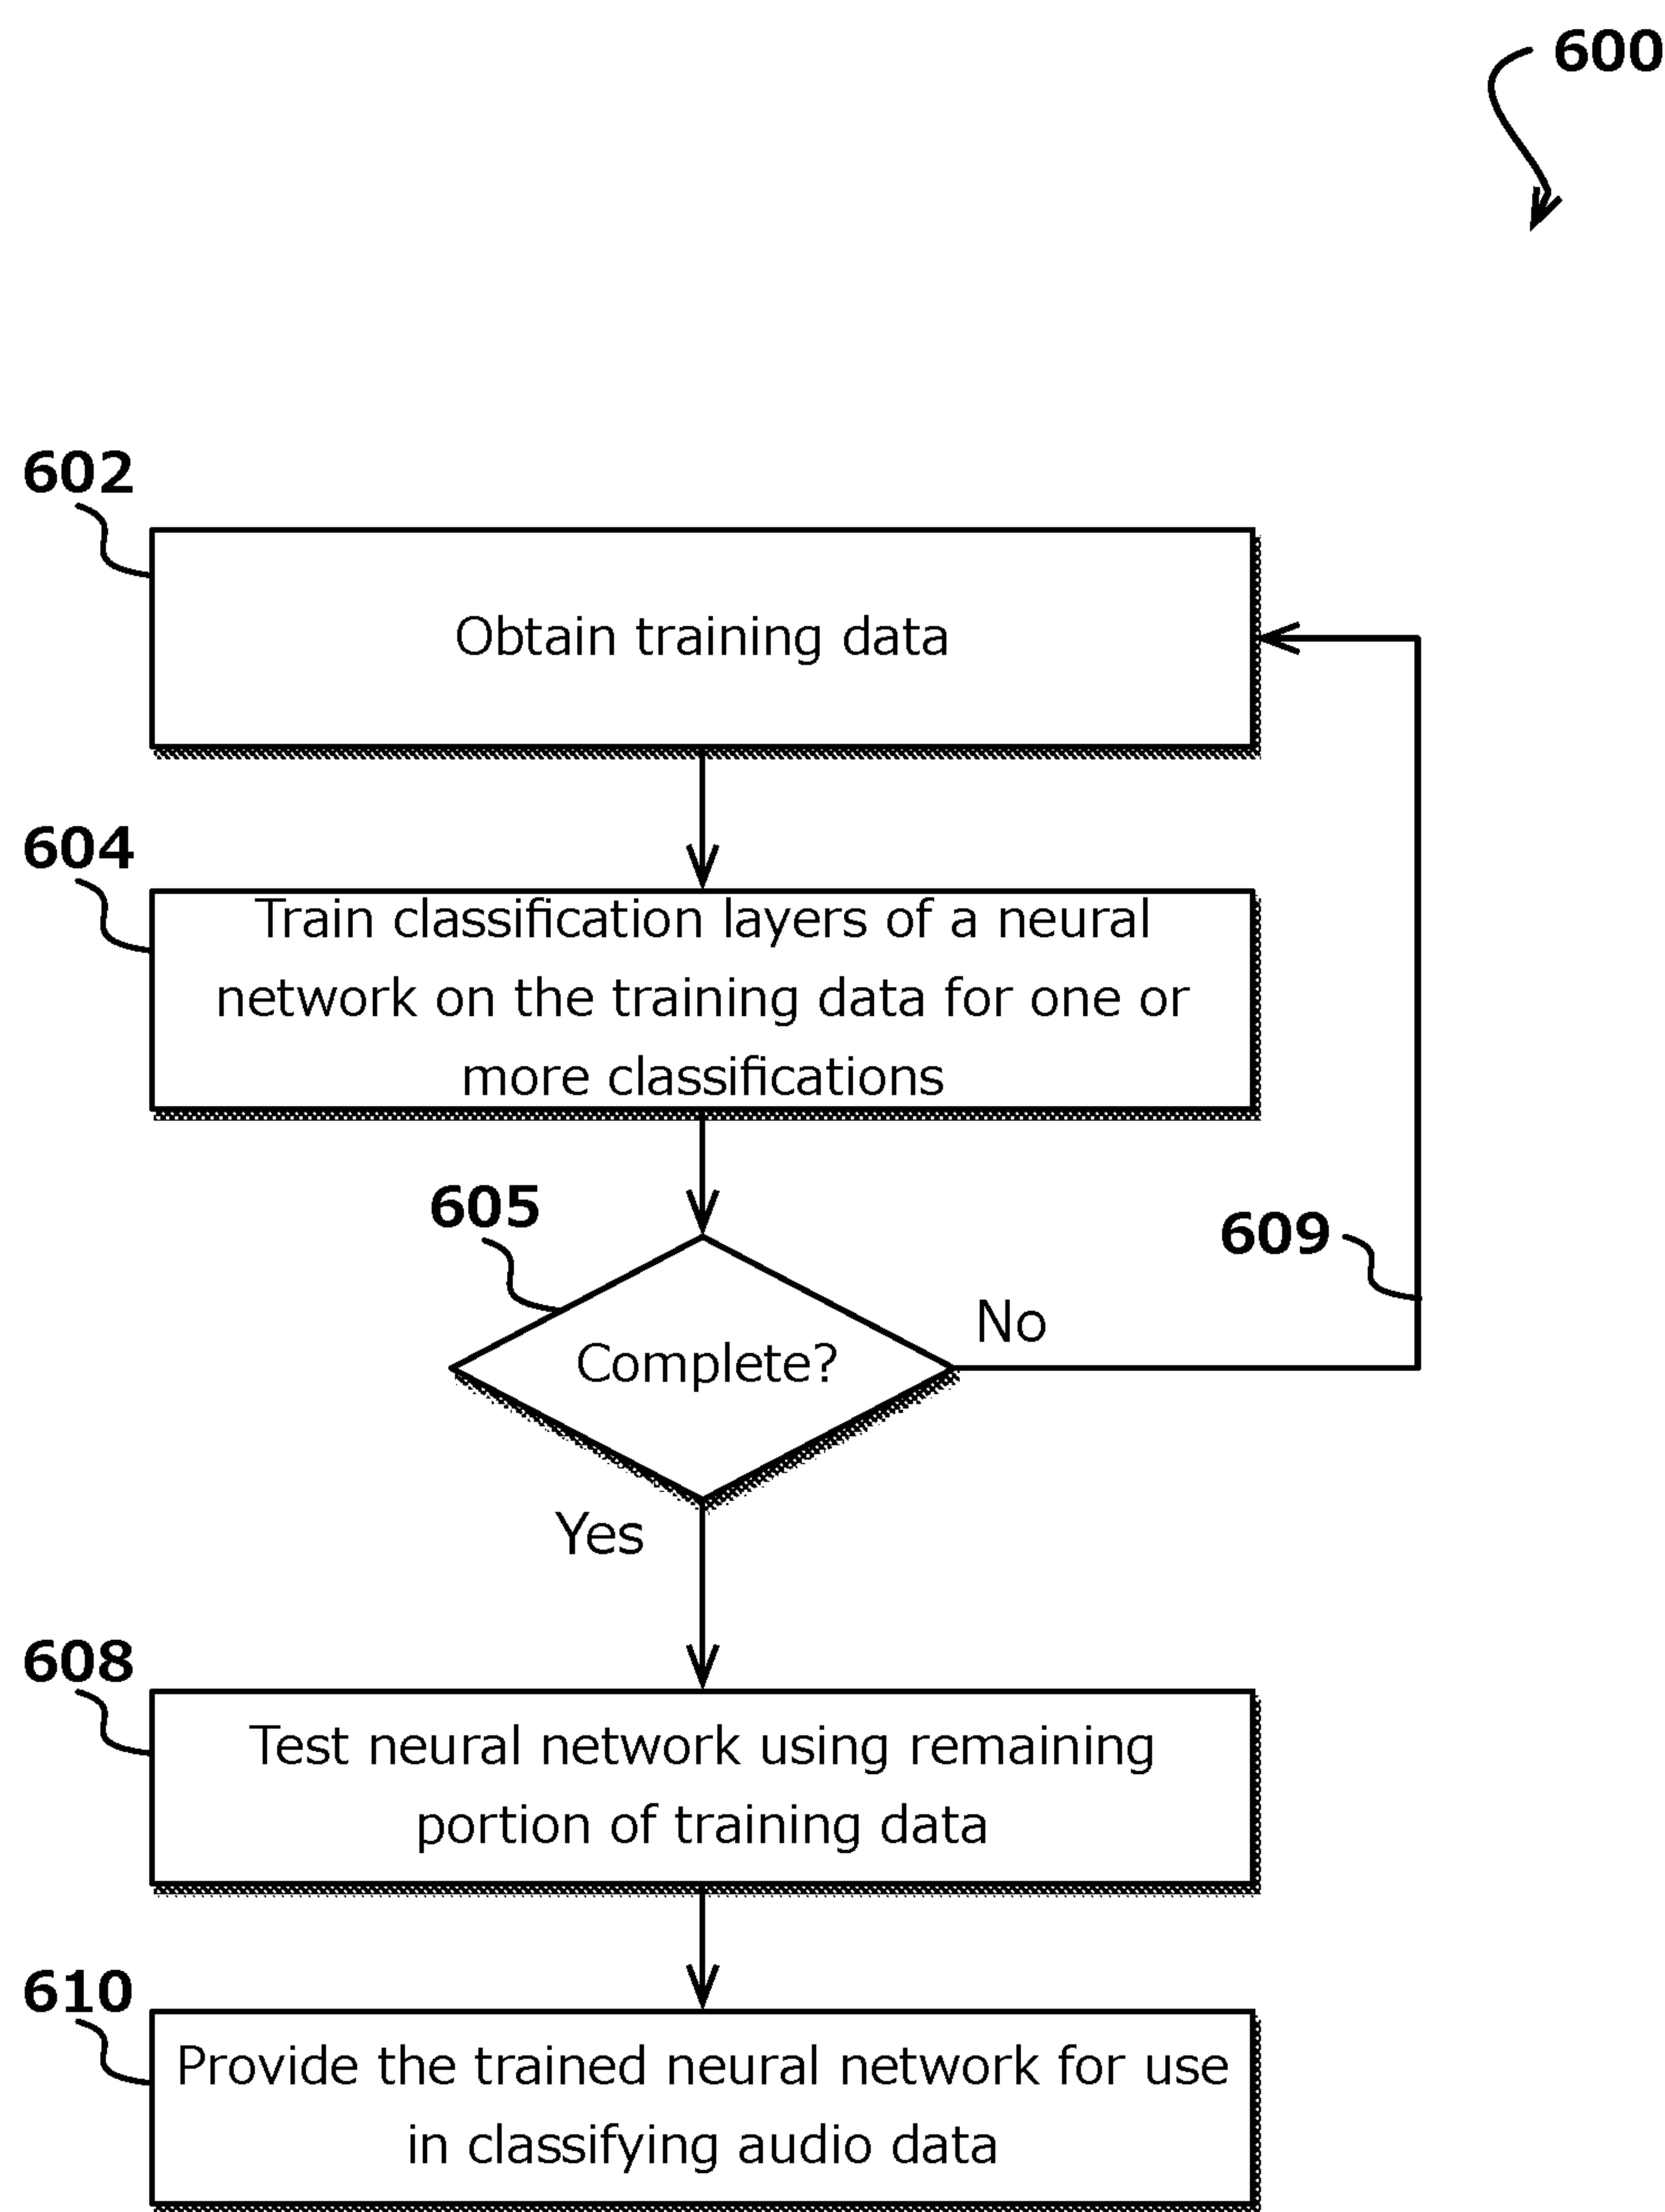 600
602
Obtain training data
604
Train classification layers of a neural
network on the training data for one or
more classifications
605
609
No
Complete?
Yes
608
Test neural network using remaining
portion of training data
610
Provide the trained neural network for use
in classifying audio data